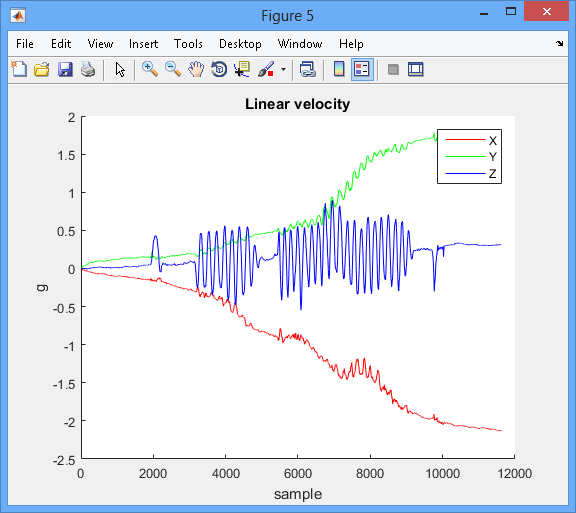 Figure 5
File Edit View Insert Tools Desktop Window Help
Linear velocity
2
1.5
1
0.5
0
-0.5
-1
-1.5
-2
-2.5
g
X
Y
Z
0 2000 4000 6000 8000 10000 12000
sample